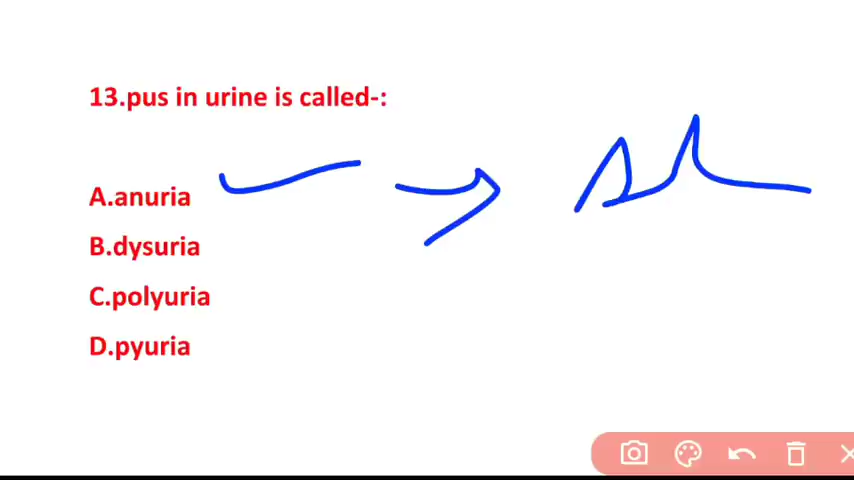 13.pus in urine is called-:
A.anuria
B.dysuria
C.polyuria
D.pyuria